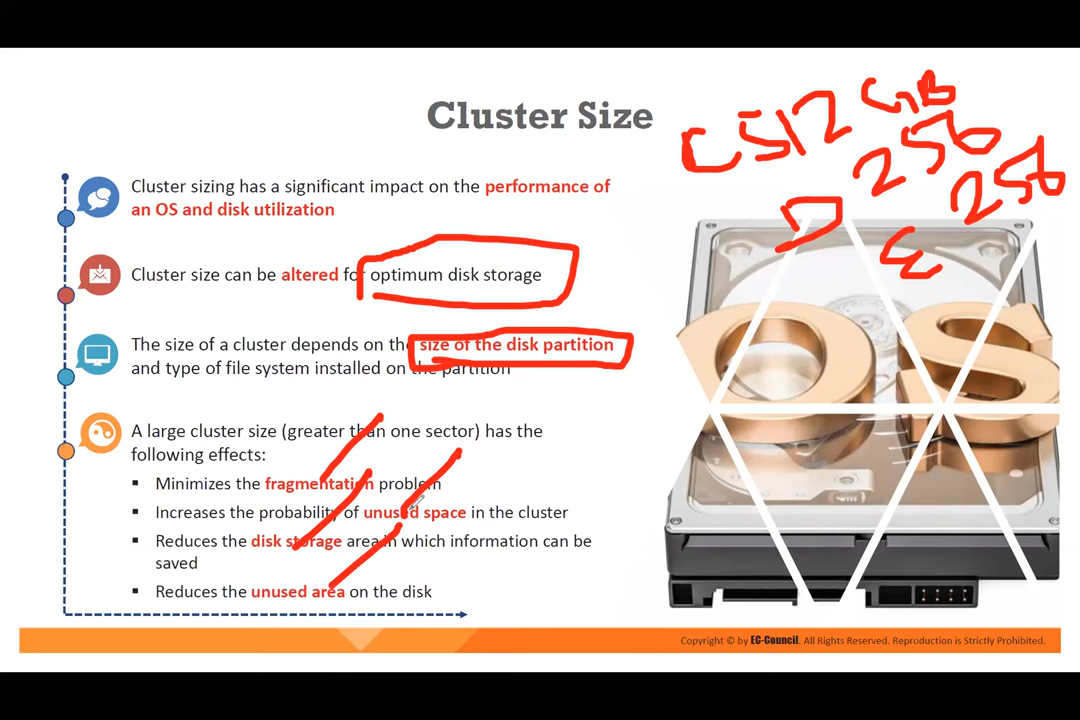 Cluster Size
C 512 GB
256
256
D
E
Cluster sizing has a significant impact on the performance of
an OS and disk utilization
Cluster size can be altered for optimum disk storage
The size of a cluster depends on the size of the disk partition
and type of file system installed on the partition
A large cluster size (greater than one sector) has the
following effects:
▪ Minimizes the fragmentation problem
▪ Increases the probability of unused space in the cluster
▪ Reduces the disk storage area in which information can be
saved
▪ Reduces the unused area on the disk
OS
Copyright © by EC-Council. All Rights Reserved. Reproduction is Strictly Prohibited.